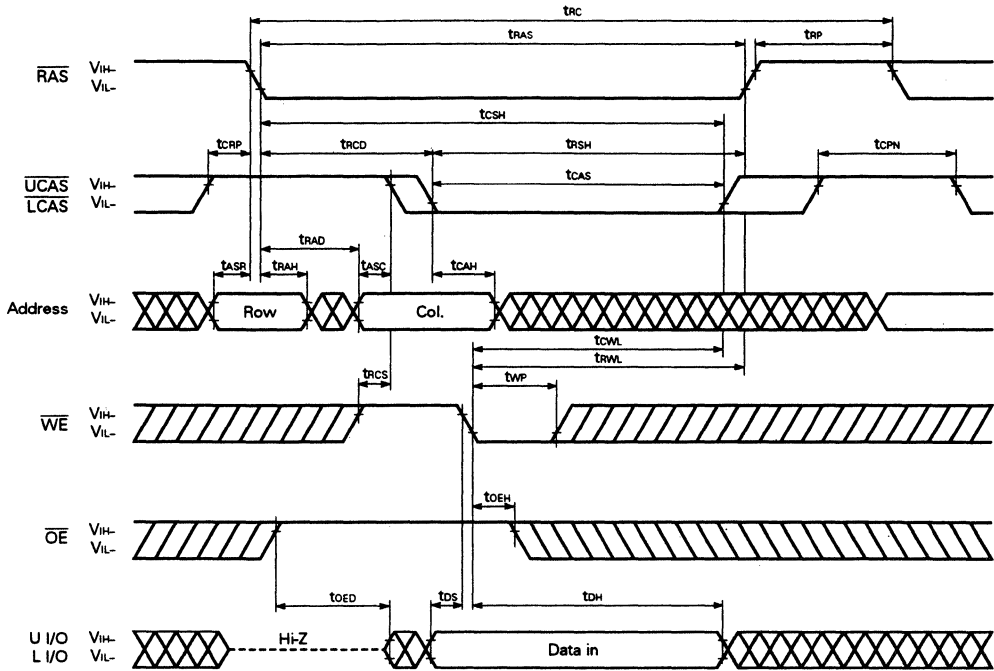 tRC
tRAS
tRP
RAS
VIH–
VIL–
tCSH
tCRP
tRCD
tRSH
tCPN
UCAS
LCAS
VIH–
VIL–
tCAS
tRAD
tASR
tRAH
tASC
tCAH
Address
VIH–
VIL–
Row
Col.
tCWL
tRWL
tRCS
tWP
WE
VIH–
VIL–
tOEH
OE
VIH–
VIL–
tOED
tDS
tDH
U I/O
L I/O
VIH–
VIL–
Hi-Z
Data in